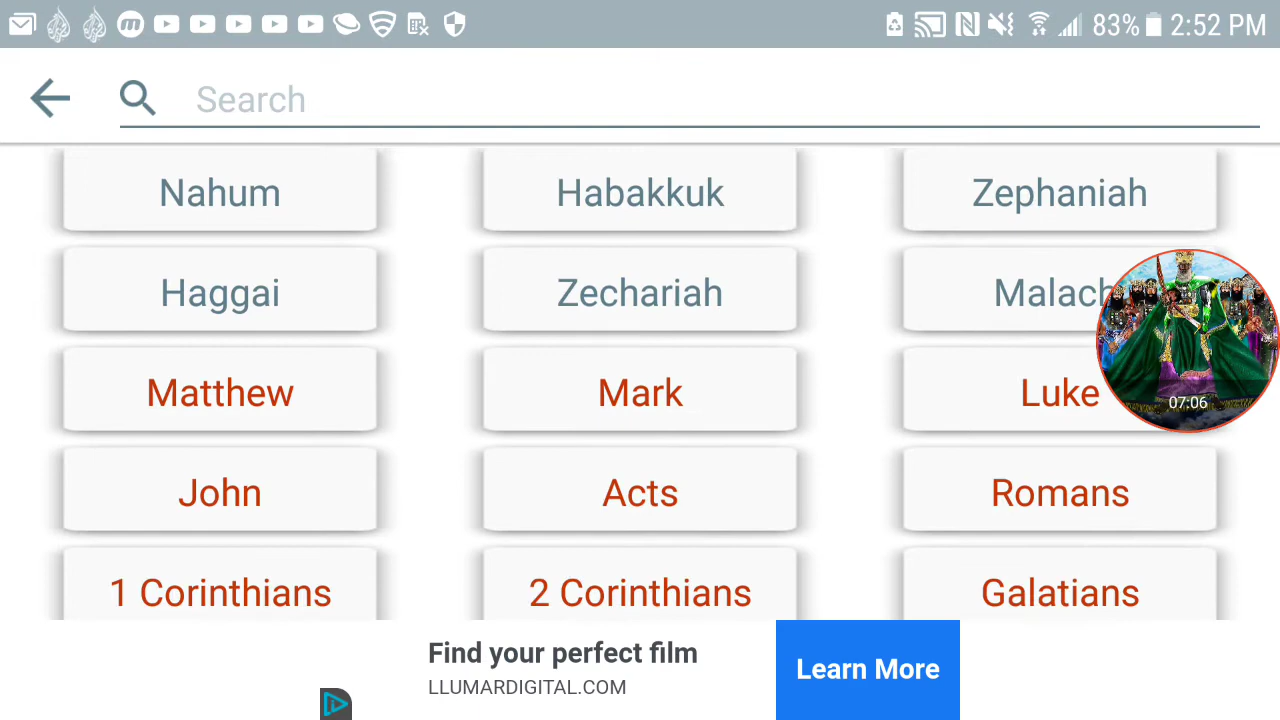 83% 2:52 PM
Search
Nahum Habakkuk Zephaniah
Haggai Zechariah Malach
Matthew Mark Luke
07:06
John Acts Romans
1 Corinthians 2 Corinthians Galatians
Find your perfect film
LLUMARDIGITAL.COM
Learn More